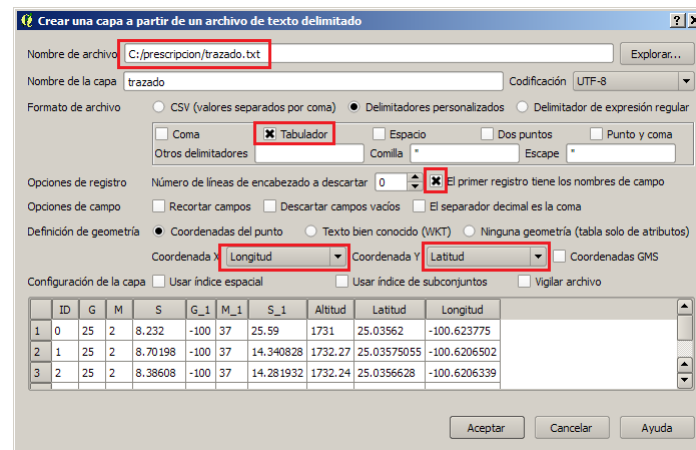 Crear una capa a partir de un archivo de texto delimitado
Nombre de archivo C:/prescripcion/trazado.txt Explorar...
Nombre de la capa trazado Codificación UTF-8
Formato de archivo CSV (valores separados por coma) Delimitadores personalizados Delimitador de expresión regular
Coma Tabulador Espacio Dos puntos Punto y coma
Otros delimitadores Comilla " Escape "
Opciones de registro Número de líneas de encabezado a descartar 0 El primer registro tiene los nombres de campo
Opciones de campo Recortar campos Descartar campos vacíos El separador decimal es la coma
Definición de geometría Coordenadas del punto Texto bien conocido (WKT) Ninguna geometría (tabla solo de atributos)
Coordenada X Longitud Coordenada Y Latitud Coordenadas GMS
Configuración de la capa Usar índice espacial Usar índice de subconjuntos Vigilar archivo
ID G M S G_1 M_1 S_1 Altitud Latitud Longitud
1 0 25 2 8.232 -100 37 25.59 1731 25.03562 -100.623775
2 1 25 2 8.70198 -100 37 14.340828 1732.27 25.03575055 -100.6206502
3 2 25 2 8.38608 -100 37 14.281932 1732.24 25.0356628 -100.6206339
Aceptar Cancelar Ayuda